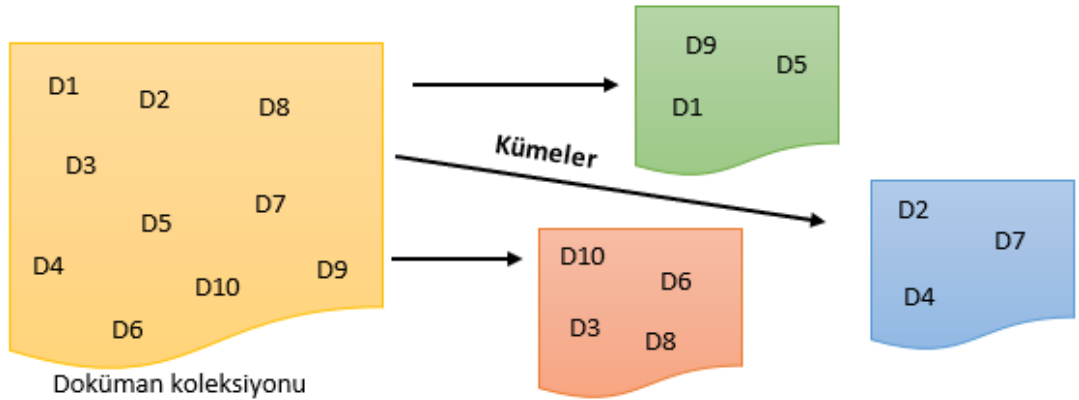 D1 D2 D8
D3
D5 D7
D4 D10 D9
D6
Doküman koleksiyonu
Kümeler
D9 D5
D1
D10 D6
D3 D8
D2 D7
D4